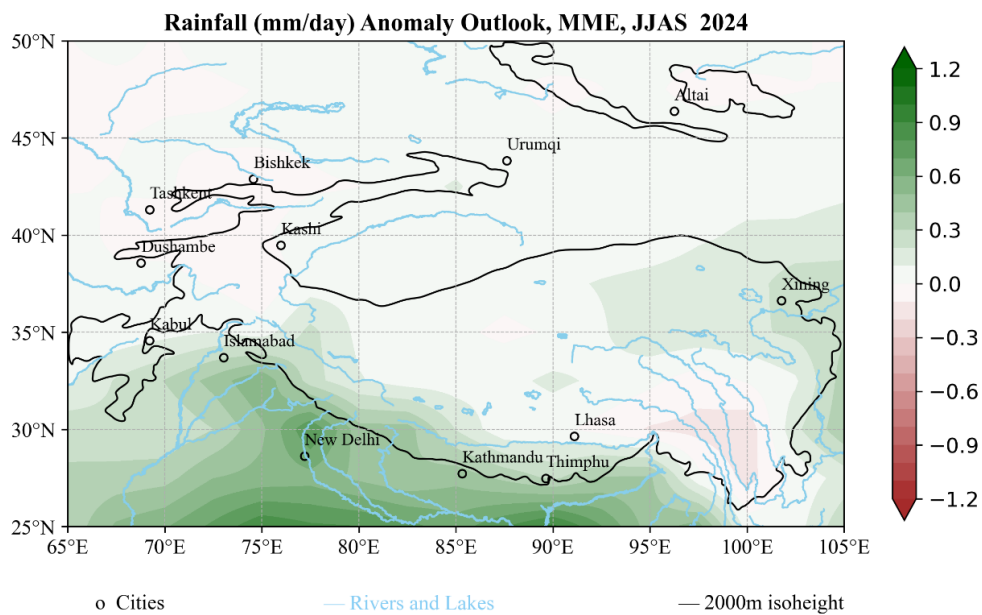 Rainfall (mm/day) Anomaly Outlook, MME, JJAS  2024
50°N
1.2
Altai
45°N
0.9
Urumqi
Bishkek
0.6
Tashkent
Kashi
0.3
40°N
Dushambe
Xining
0.0
Kabul
35°N
Islamabad
−0.3
−0.6
Lhasa
30°N
New Delhi
−0.9
Kathmandu
Thimphu
−1.2
25°N
65°E
70°E
75°E
80°E
85°E
90°E
95°E
100°E
105°E
Cities
Rivers and Lakes
2000m isoheight